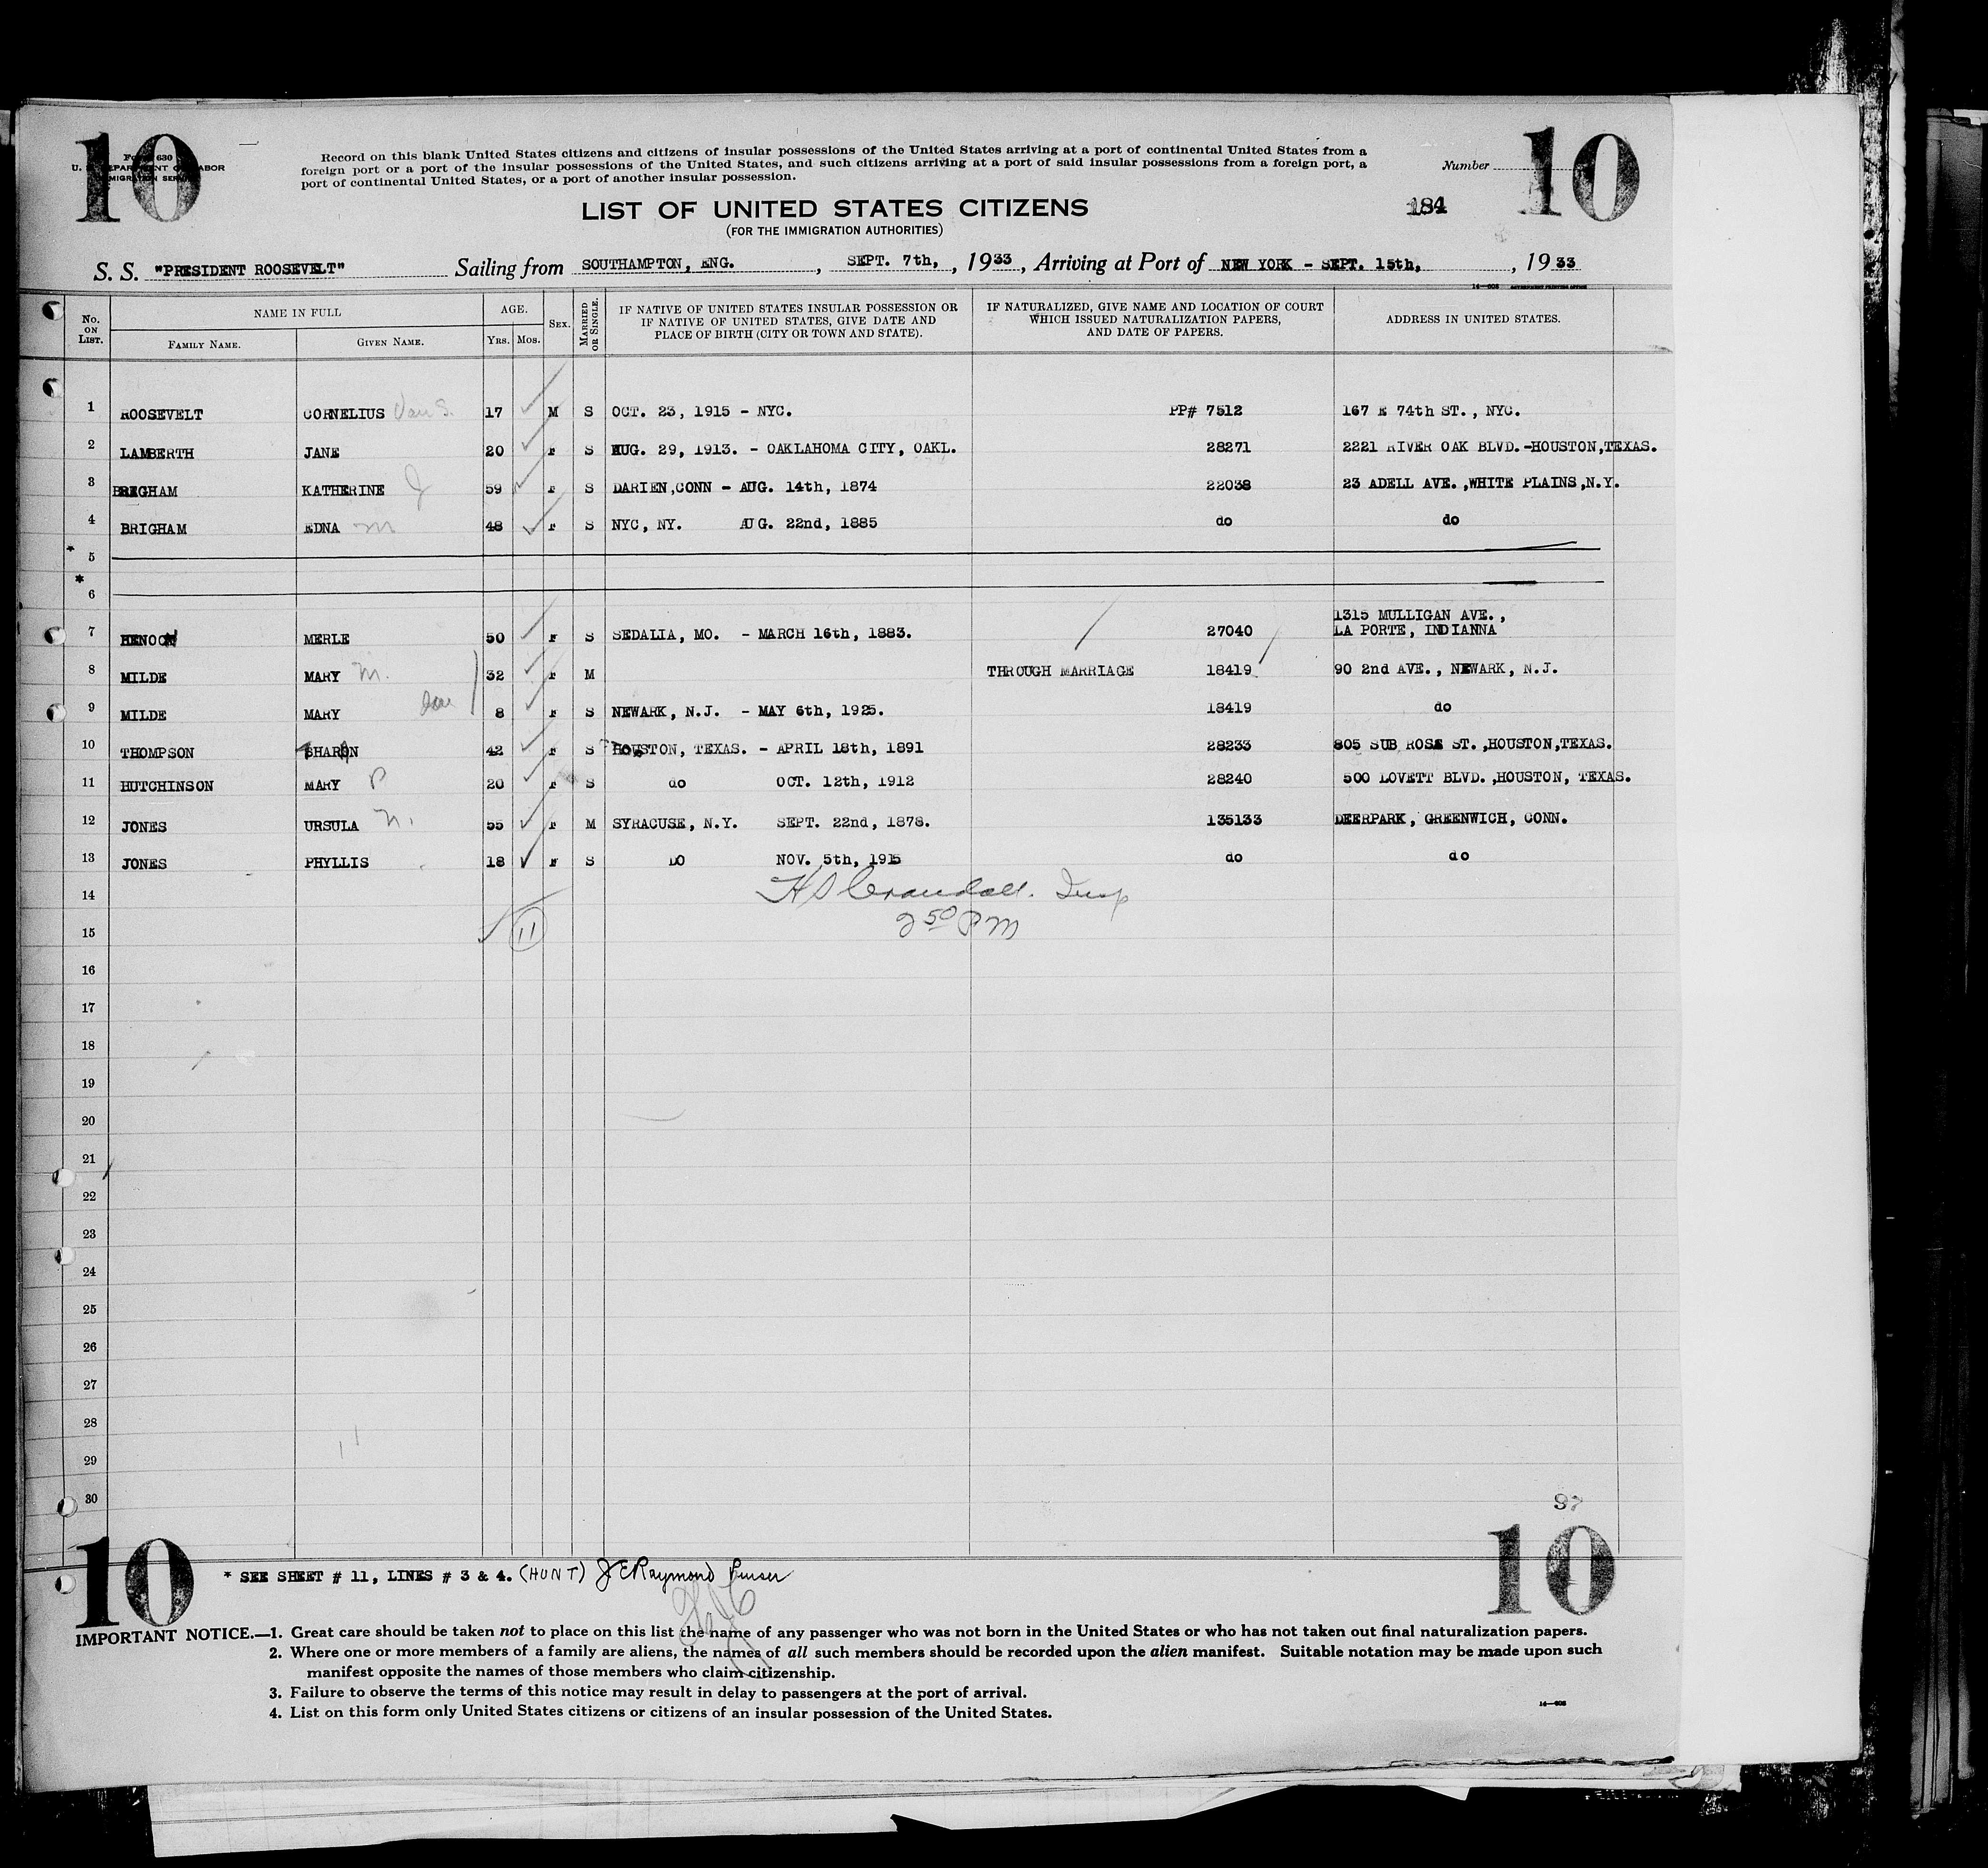 10
10
Form 630
U. S. DEPARTMENT OF LABOR
IMMIGRATION SERVICE
Record on this blank United States citizens and citizens of insular possessions of the United States arriving at a port of continental United States from a
foreign port or a port of the insular possessions of the United States, and such citizens arriving at a port of said insular possessions from a foreign port, a
port of continental United States, or a port of another insular possession.
Number
LIST OF UNITED STATES CITIZENS
184
(FOR THE IMMIGRATION AUTHORITIES)
S. S. "PRESIDENT ROOSEVELT" Sailing from SOUTHAMPTON, ENG., SEPT. 7th, , 1933, Arriving at Port of NEW YORK - SEPT. 15th, , 1933
No. ON LIST. NAME IN FULL FAMILY NAME. GIVEN NAME. AGE. Yrs. Mos. SEX. MARRIED OR SINGLE. IF NATIVE OF UNITED STATES INSULAR POSSESSION OR IF NATIVE OF UNITED STATES, GIVE DATE AND PLACE OF BIRTH (CITY OR TOWN AND STATE). IF NATURALIZED, GIVE NAME AND LOCATION OF COURT WHICH ISSUED NATURALIZATION PAPERS, AND DATE OF PAPERS. ADDRESS IN UNITED STATES.
1 ROOSEVELT CORNELIUS Van S. 17 M S OCT. 23, 1915 - NYC. PP# 7512 167 E 74th ST., NYC.
2 LAMBERTH JANE 20 F S AUG. 29, 1913. - OAKLAHOMA CITY, OAKL. 28271 2221 RIVER OAK BLVD.-HOUSTON,TEXAS.
3 BRIGHAM KATHERINE J 59 F S DARIEN,CONN - AUG. 14th, 1874 22038 23 ADELL AVE.,WHITE PLAINS,N.Y.
4 BRIGHAM EDNA M 48 F S NYC, NY. AUG. 22nd, 1885 do do
* 5
* 6
7 HENOCK MERLE 50 F S SEDALIA, MO. - MARCH 16th, 1883. 27040 1315 MULLIGAN AVE., LA PORTE, INDIANNA
8 MILDE MARY M. 32 F M THROUGH MARRIAGE 18419 90 2nd AVE., NEWARK, N.J.
9 MILDE MARY dau 8 F S NEWARK, N.J. - MAY 6th, 1925. 18419 do
10 THOMPSON SHARON 42 F S HOUSTON, TEXAS. - APRIL 18th, 1891 28233 805 SUB ROSE ST.,HOUSTON,TEXAS.
11 HUTCHINSON MARY P 20 F S do OCT. 12th, 1912 28240 500 LOVETT BLVD.,HOUSTON, TEXAS.
12 JONES URSULA N. 55 F M SYRACUSE, N.Y. SEPT. 22nd, 1878. 135133 DEERPARK, GREENWICH, CONN.
13 JONES PHYLLIS 18 F S DO NOV. 5th, 1915 do do
14 H S Crandall. Insp
15 11 2 50 PM
16
17
18
19
20
21
22
23
24
25
26
27
28
29
30
97
10
10
* SEE SHEET # 11, LINES # 3 & 4. (HUNT) J E Raymond Purser
IMPORTANT NOTICE.—1. Great care should be taken not to place on this list the name of any passenger who was not born in the United States or who has not taken out final naturalization papers.
2. Where one or more members of a family are aliens, the names of all such members should be recorded upon the alien manifest. Suitable notation may be made upon such
manifest opposite the names of those members who claim citizenship.
3. Failure to observe the terms of this notice may result in delay to passengers at the port of arrival.
4. List on this form only United States citizens or citizens of an insular possession of the United States.
14—608